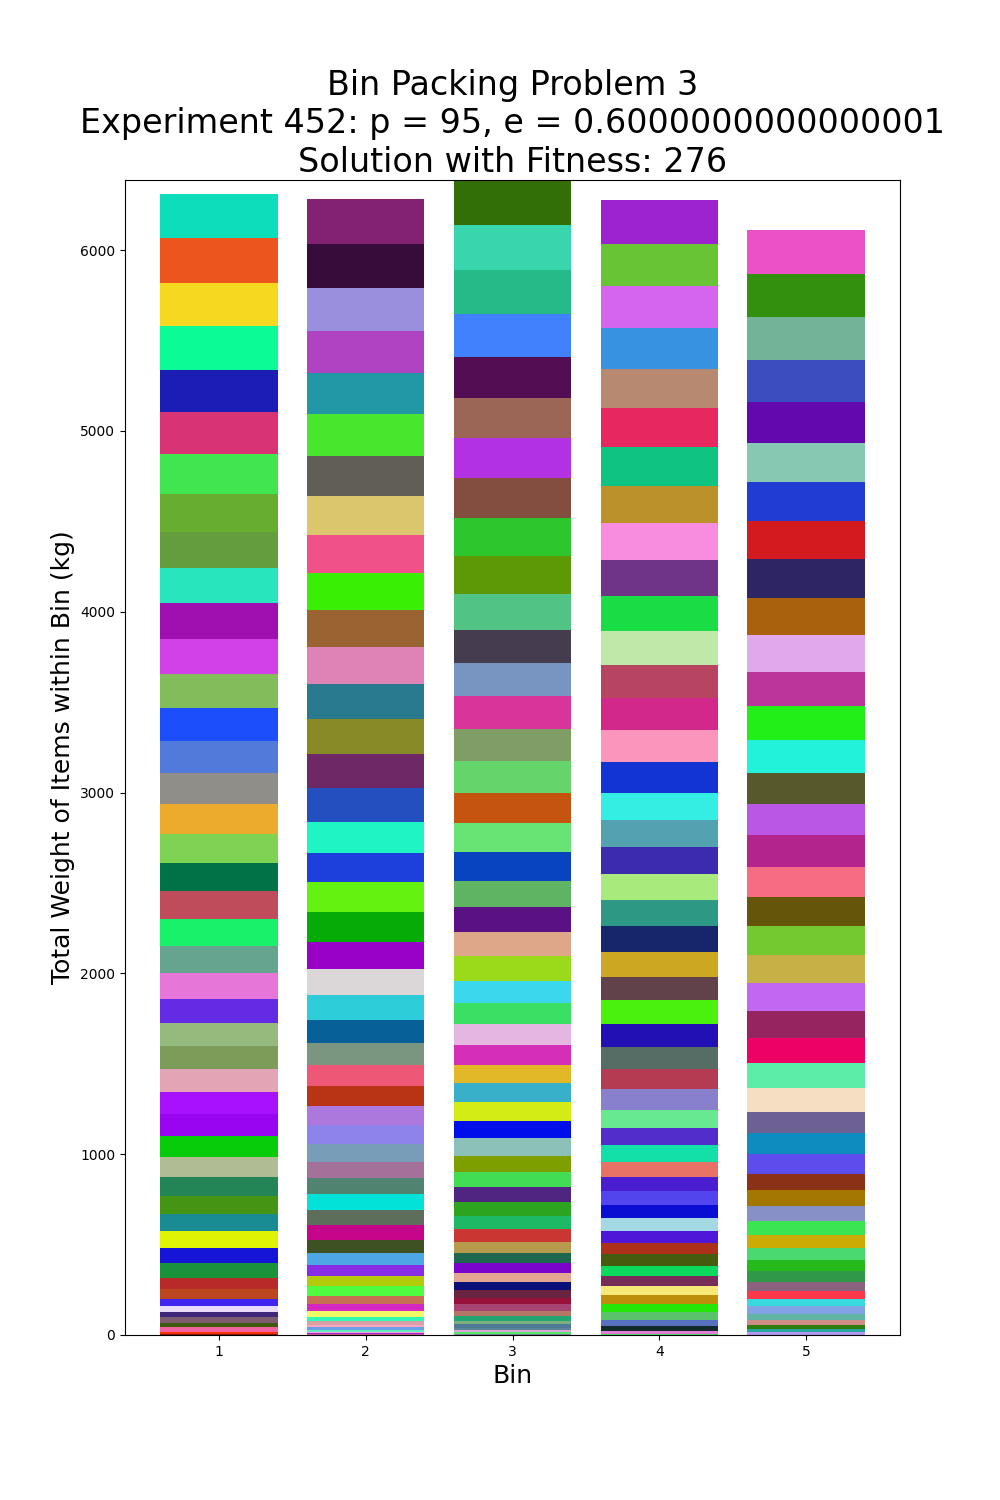 Bin Packing Problem 3
Experiment 452: p = 95, e = 0.6000000000000001
Solution with Fitness: 276
Total Weight of Items within Bin (kg)
6000
5000
4000
3000
2000
1000
0
1 2 3 4 5
Bin